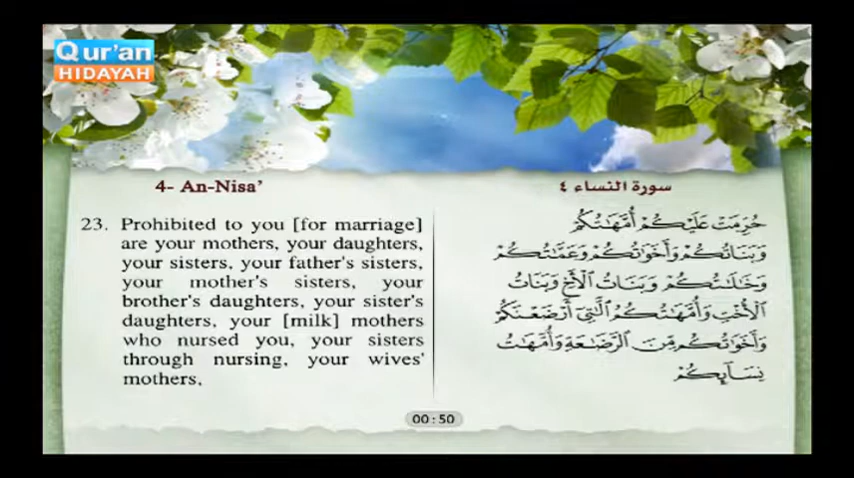 Qur'an
HIDAYAH
4- An-Nisa’
سورة النساء ٤
23. Prohibited to you [for marriage]
are your mothers, your daughters,
your sisters, your father's sisters,
your mother's sisters, your
brother's daughters, your sister's
daughters, your [milk] mothers
who nursed you, your sisters
through nursing, your wives'
mothers,
حُرِّمَتْ عَلَيْكُمْ أُمَّهَـٰتُكُمْ
وَبَنَاتُكُمْ وَأَخَوَٰتُكُمْ وَعَمَّـٰتُكُمْ
وَخَـٰلَـٰتُكُمْ وَبَنَاتُ ٱلْأَخِ وَبَنَاتُ
ٱلْأُخْتِ وَأُمَّهَـٰتُكُمُ ٱلَّـٰتِىٓ أَرْضَعْنَكُمْ
وَأَخَوَٰتُكُم مِّنَ ٱلرَّضَـٰعَةِ وَأُمَّهَـٰتُ
نِسَآئِكُمْ
00:50